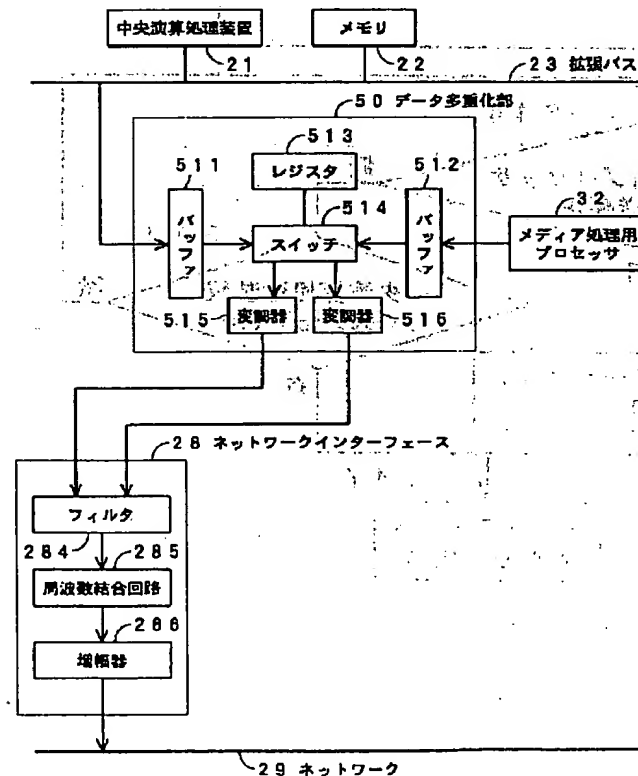 中央演算処理装置
メモリ
21
22
23 拡張バス
50 データ多重化部
513
511
レジスタ
512
514
32
バッファ
スイッチ
バッファ
メディア処理用
プロセッサ
515
変調器
変調器
516
28 ネットワークインターフェース
フィルタ
284
285
周波数結合回路
286
増幅器
29 ネットワーク